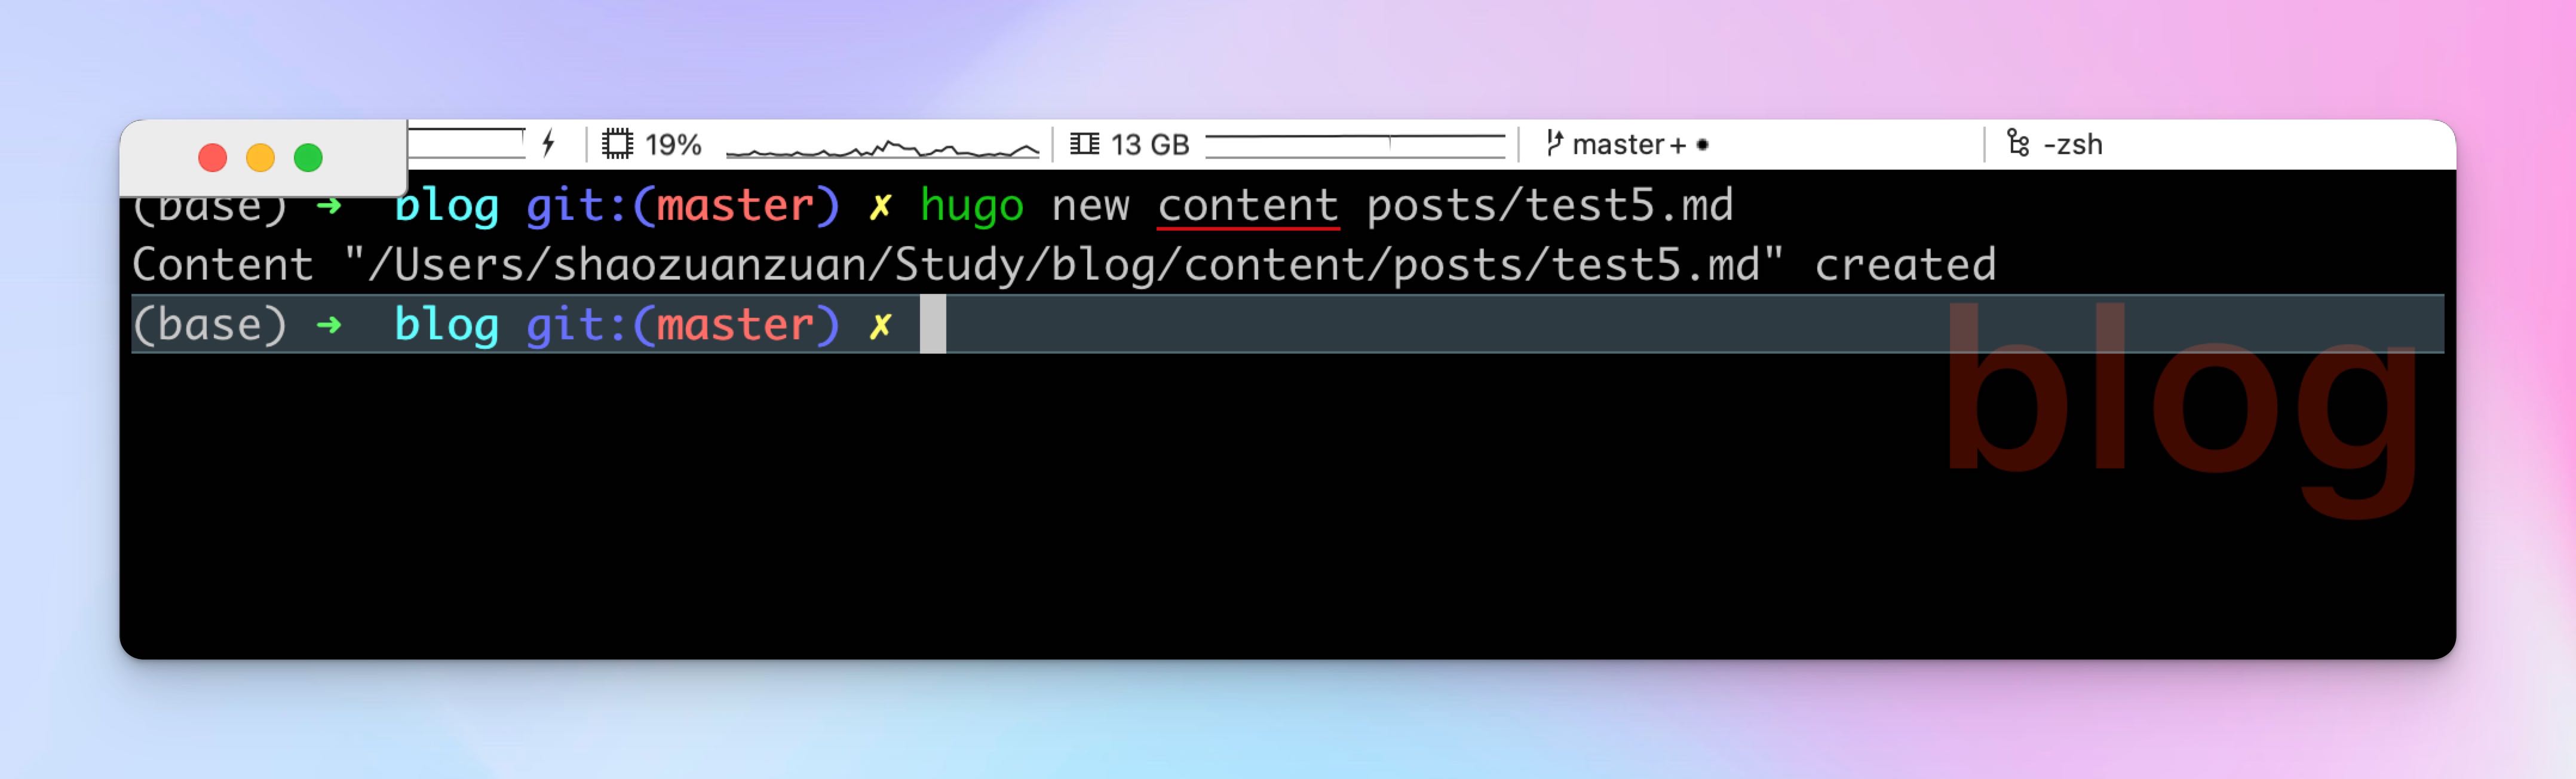 19% 13 GB master+ -zsh
(base) ➜ blog git:(master) ✗ hugo new content posts/test5.md
Content "/Users/shaozuanzuan/Study/blog/content/posts/test5.md" created
(base) ➜ blog git:(master) ✗
blog